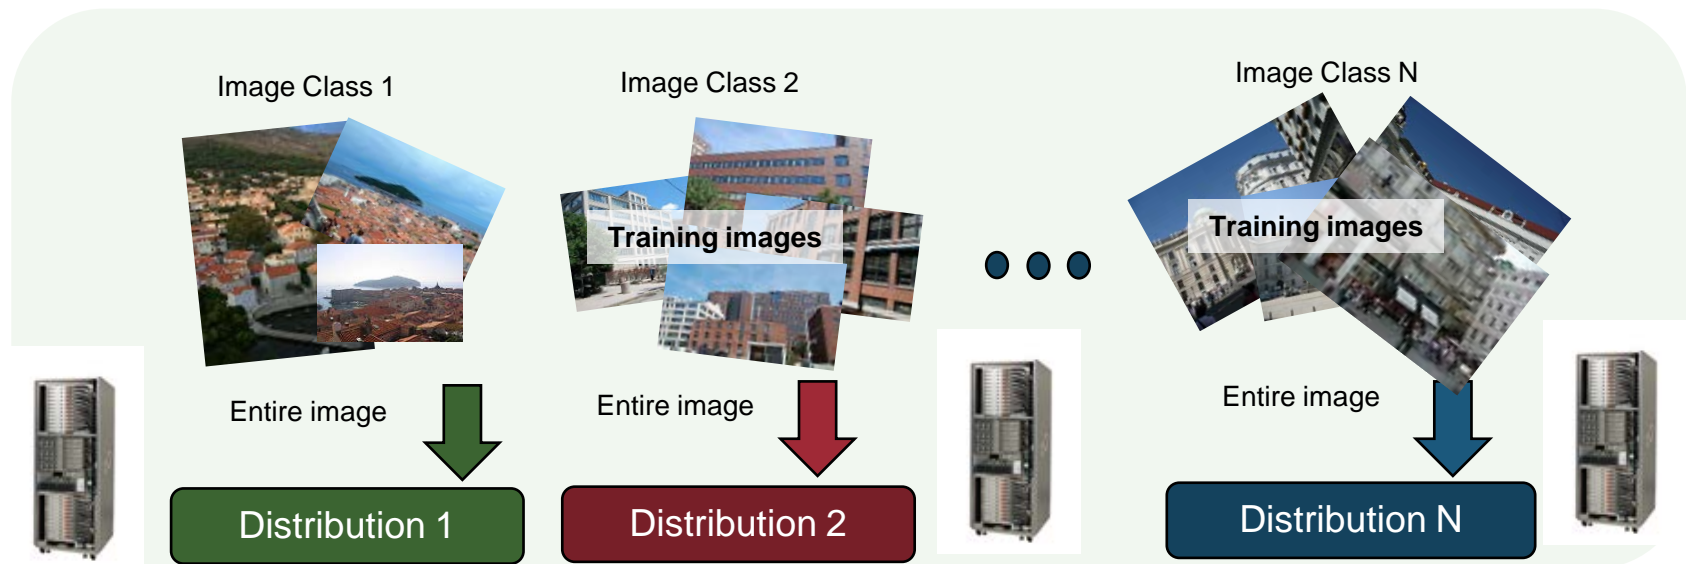 Image Class 1
Image Class 2
Image Class N
Training images
Training images
Entire image
Entire image
Entire image
Distribution 1
Distribution 2
Distribution N